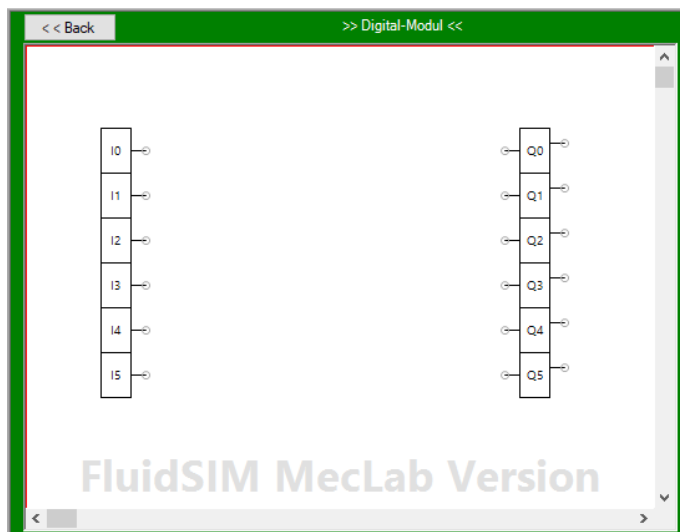 << Back >> Digital-Modul <<
I0 Q0
I1 Q1
I2 Q2
I3 Q3
I4 Q4
I5 Q5
FluidSIM MecLab Version